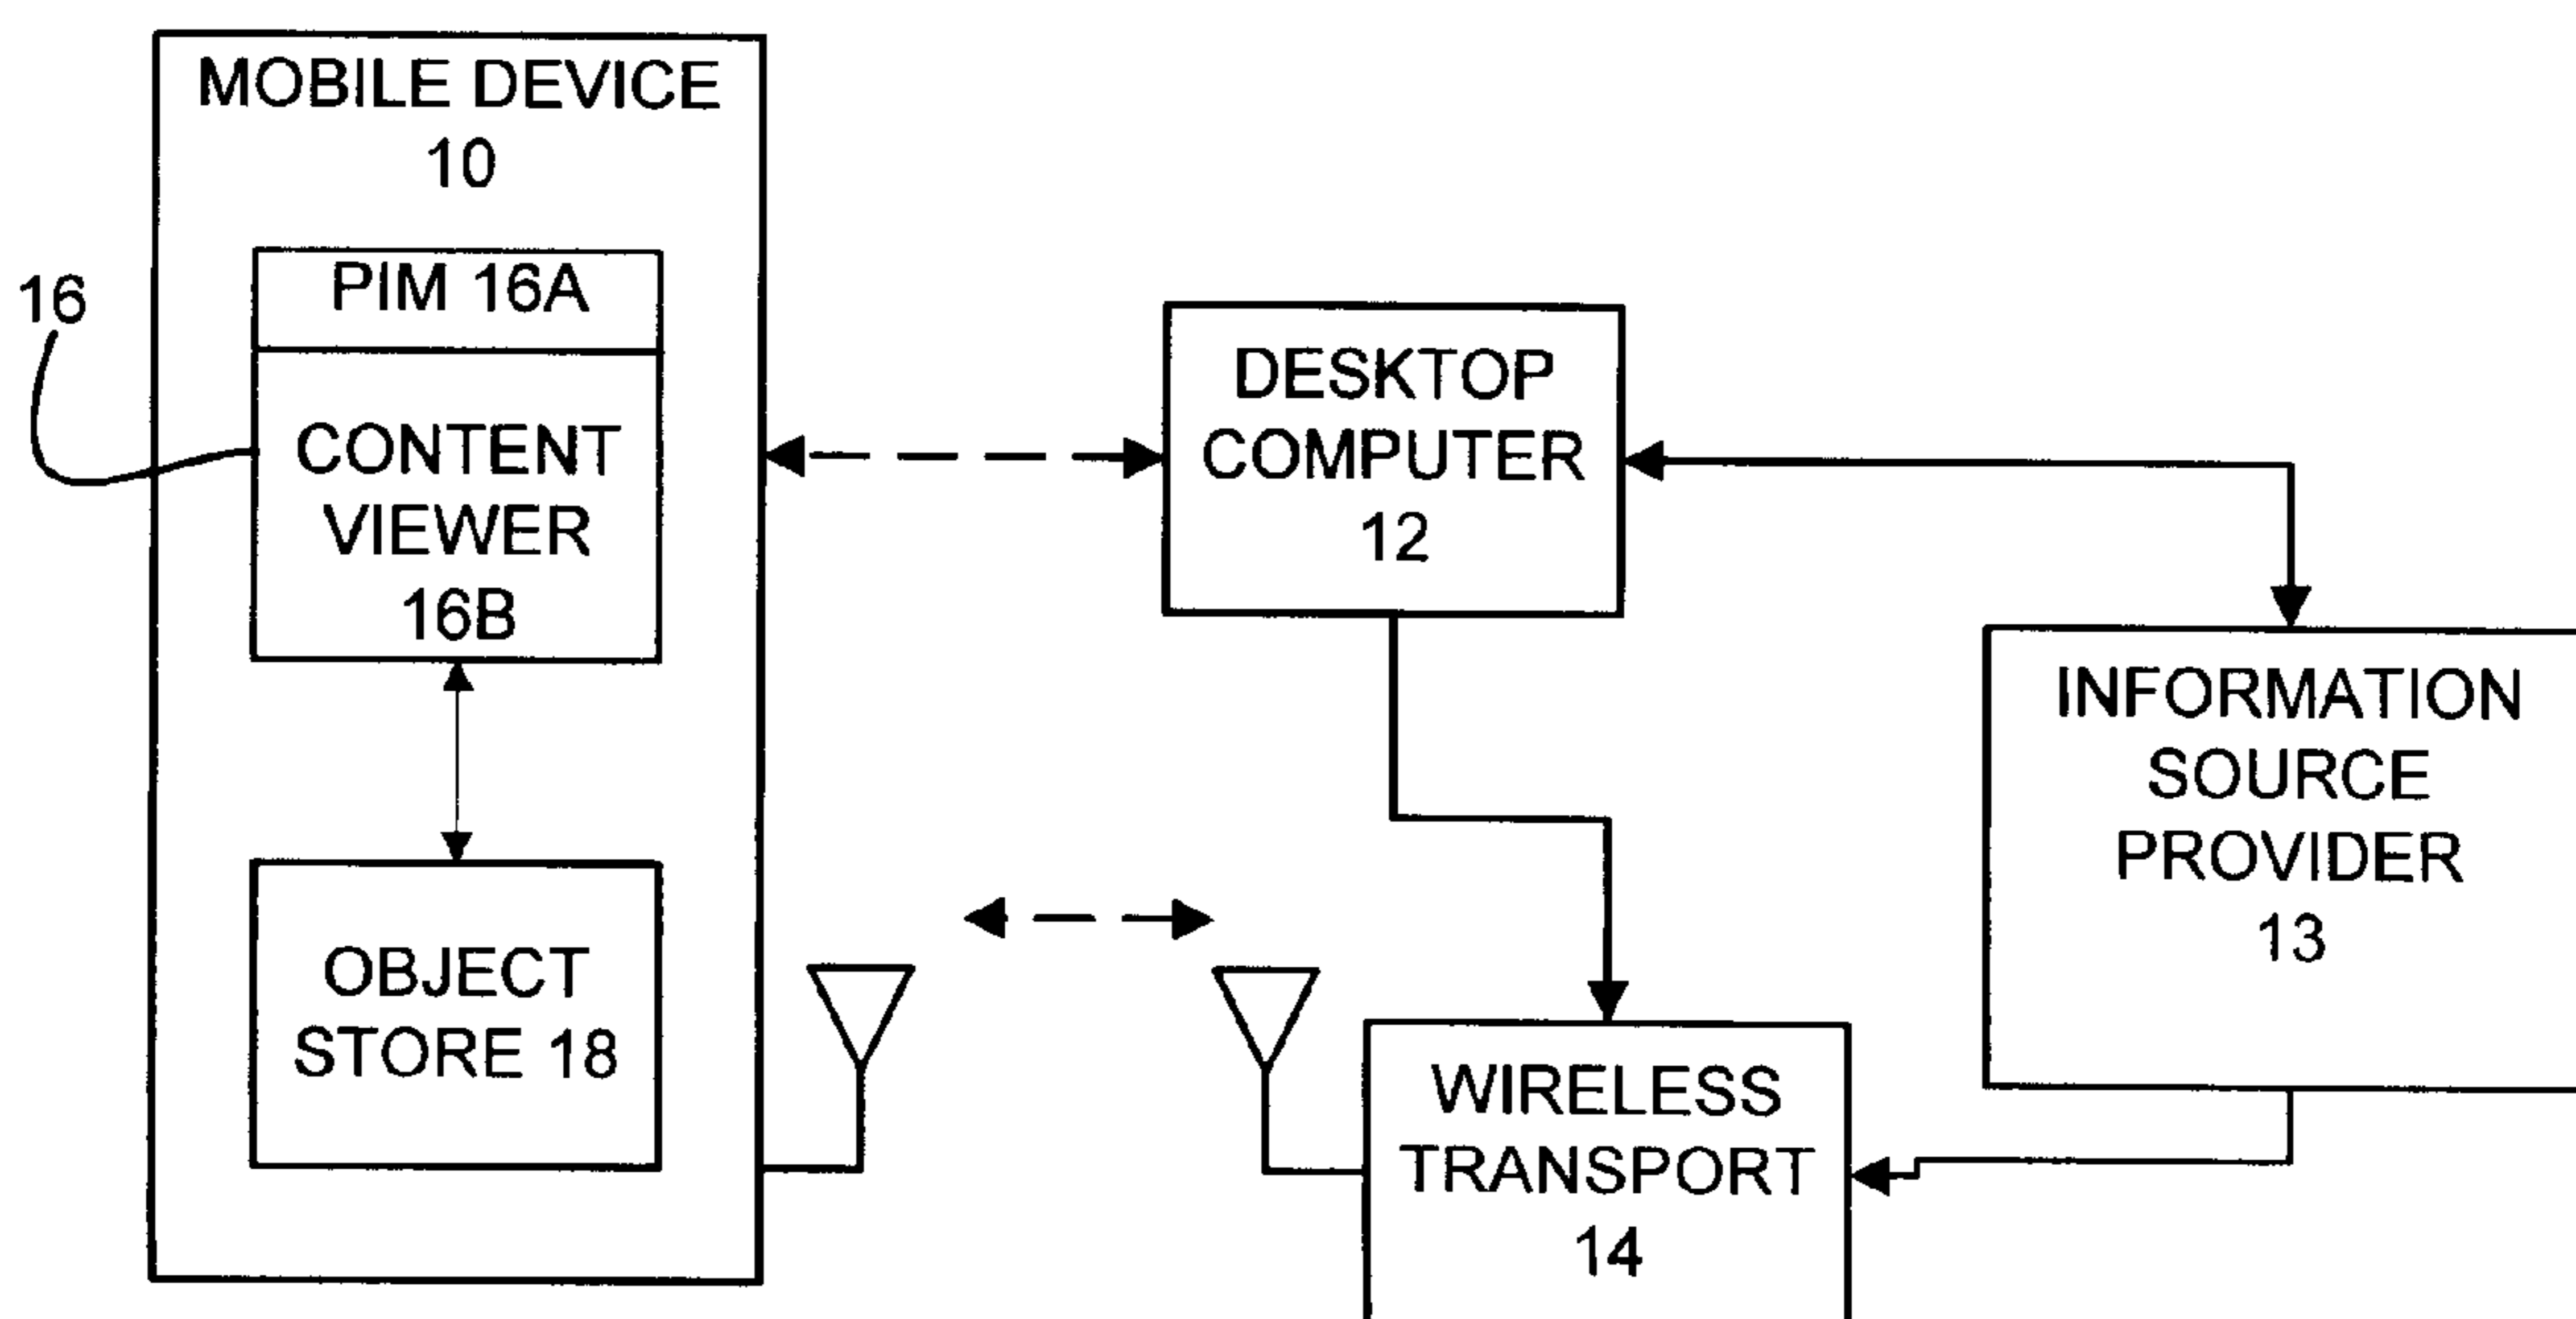 MOBILE DEVICE
10
16
PIM 16A
CONTENT
VIEWER
16B
OBJECT
STORE 18
DESKTOP
COMPUTER
12
INFORMATION
SOURCE
PROVIDER
13
WIRELESS
TRANSPORT
14